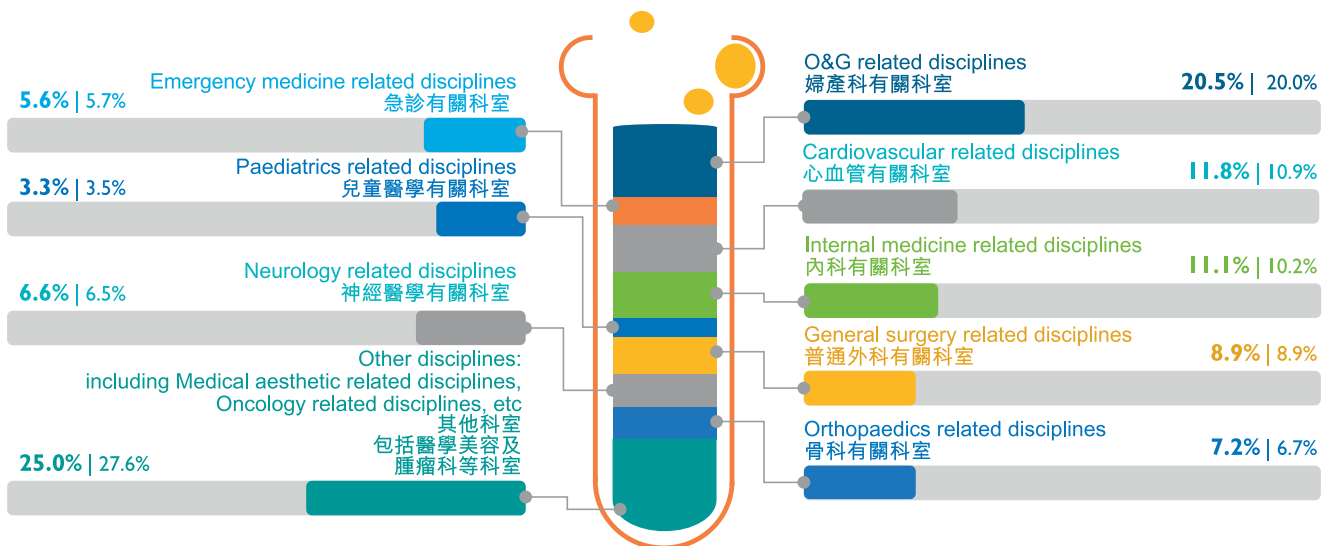 Emergency medicine related disciplines
急診有關科室
5.6% | 5.7%
Paediatrics related disciplines
兒童醫學有關科室
3.3% | 3.5%
Neurology related disciplines
神經醫學有關科室
6.6% | 6.5%
Other disciplines:
including Medical aesthetic related disciplines,
Oncology related disciplines, etc
其他科室
包括醫學美容及
腫瘤科等科室
25.0% | 27.6%
O&G related disciplines
婦產科有關科室
20.5% | 20.0%
Cardiovascular related disciplines
心血管有關科室
11.8% | 10.9%
Internal medicine related disciplines
內科有關科室
11.1% | 10.2%
General surgery related disciplines
普通外科有關科室
8.9% | 8.9%
Orthopaedics related disciplines
骨科有關科室
7.2% | 6.7%